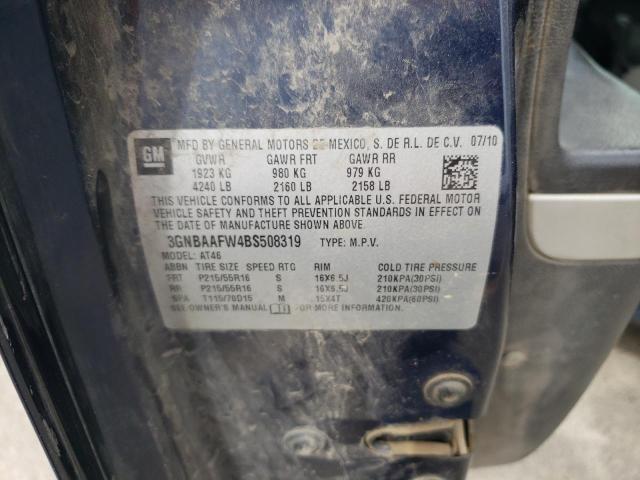 GM
MFD BY GENERAL MOTORS DE MEXICO, S. DE R.L. DE C.V. 07/10
GVWR GAWR FRT GAWR RR
1923 KG 980 KG 979 KG
4240 LB 2160 LB 2158 LB
THIS VEHICLE CONFORMS TO ALL APPLICABLE U.S. FEDERAL MOTOR
VEHICLE SAFETY AND THEFT PREVENTION STANDARDS IN EFFECT ON
THE DATE OF MANUFACTURE SHOWN ABOVE.
3GNBAAFW4BS508319 TYPE: M.P.V.
MODEL: AT46
ABBN TIRE SIZE SPEED RTG RIM COLD TIRE PRESSURE
FRT P215/55R16 S 16X6.5J 210KPA(30PSI)
RR P215/55R16 S 16X6.5J 210KPA(30PSI)
SPA T115/70D15 M 15X4T 420KPA(60PSI)
SEE OWNER'S MANUAL